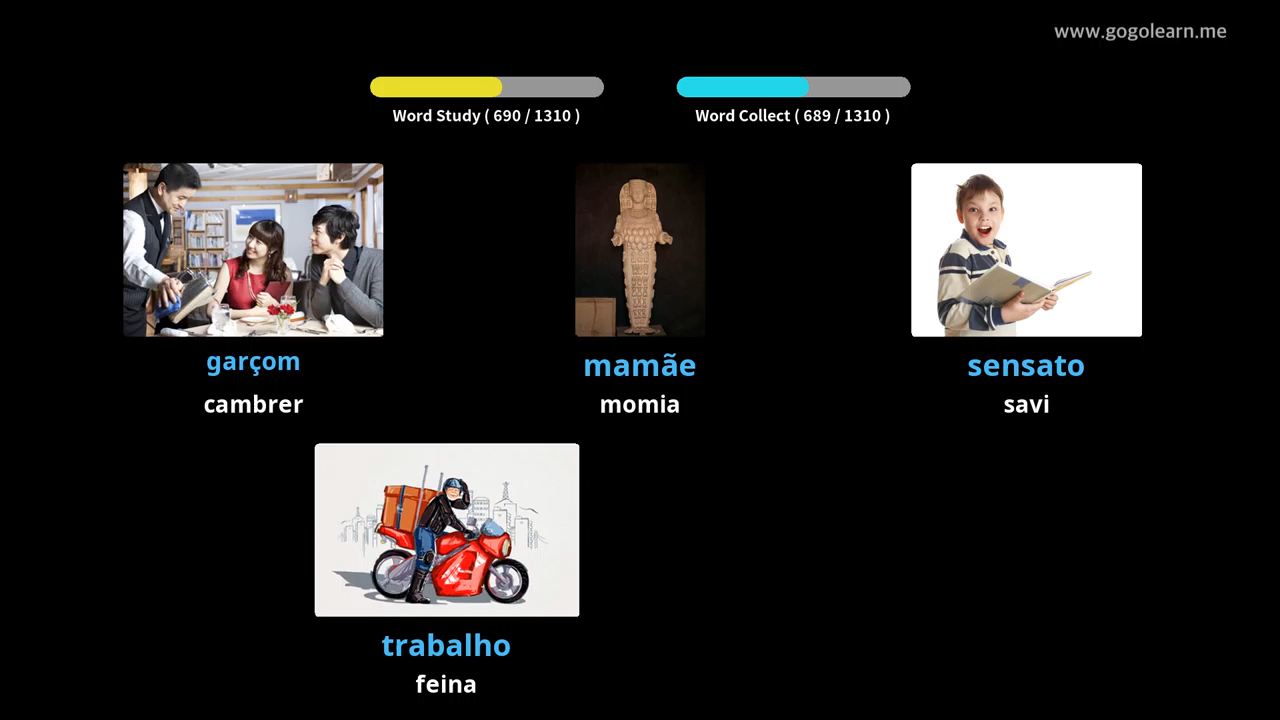 www.gogolearn.me
Word Study ( 690 / 1310 )
Word Collect ( 689 / 1310 )
garçom
cambrer
mamãe
momia
sensato
savi
trabalho
feina